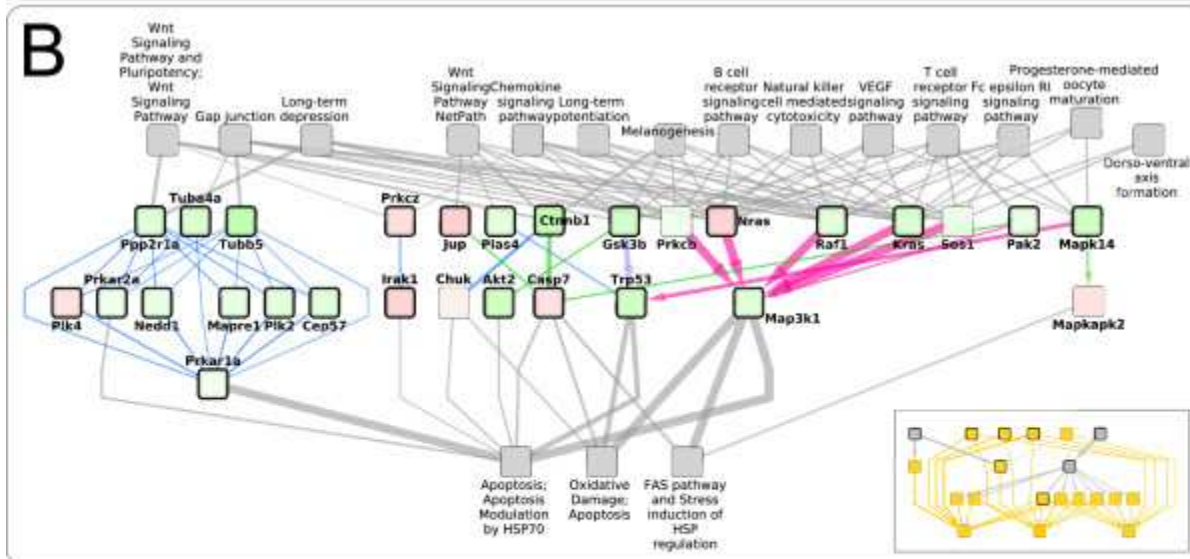 B
Wnt
Signaling
Pathway and
Pluripotency;
Wnt
Signaling
Pathway
Gap junction
Long-term
depression
Wnt
Signaling
Pathway
NetPath
Chemokine
signaling
pathway
Long-term
potentiation
Melanogenesis
B cell
receptor
signaling
pathway
Natural killer
cell mediated
cytotoxicity
VEGF
signaling
pathway
T cell
receptor
signaling
pathway
Fc epsilon RI
signaling
pathway
Progesterone-mediated
oocyte
maturation
Dorso-ventral
axis
formation
Tuba4a
Ppp2r1a
Tubb5
Prkcz
Jup
Pias4
Ctnnb1
Gsk3b
Prkcb
Nras
Raf1
Kras
Sos1
Pak2
Mapk14
Prkar2a
Plk4
Nedd1
Mapre1
Plk2
Cep57
Irak1
Chuk
Akt2
Casp7
Trp53
Map3k1
Mapkapk2
Prkar1a
Apoptosis;
Apoptosis
Modulation
by HSP70
Oxidative
Damage;
Apoptosis
FAS pathway
and Stress
induction of
HSP
regulation